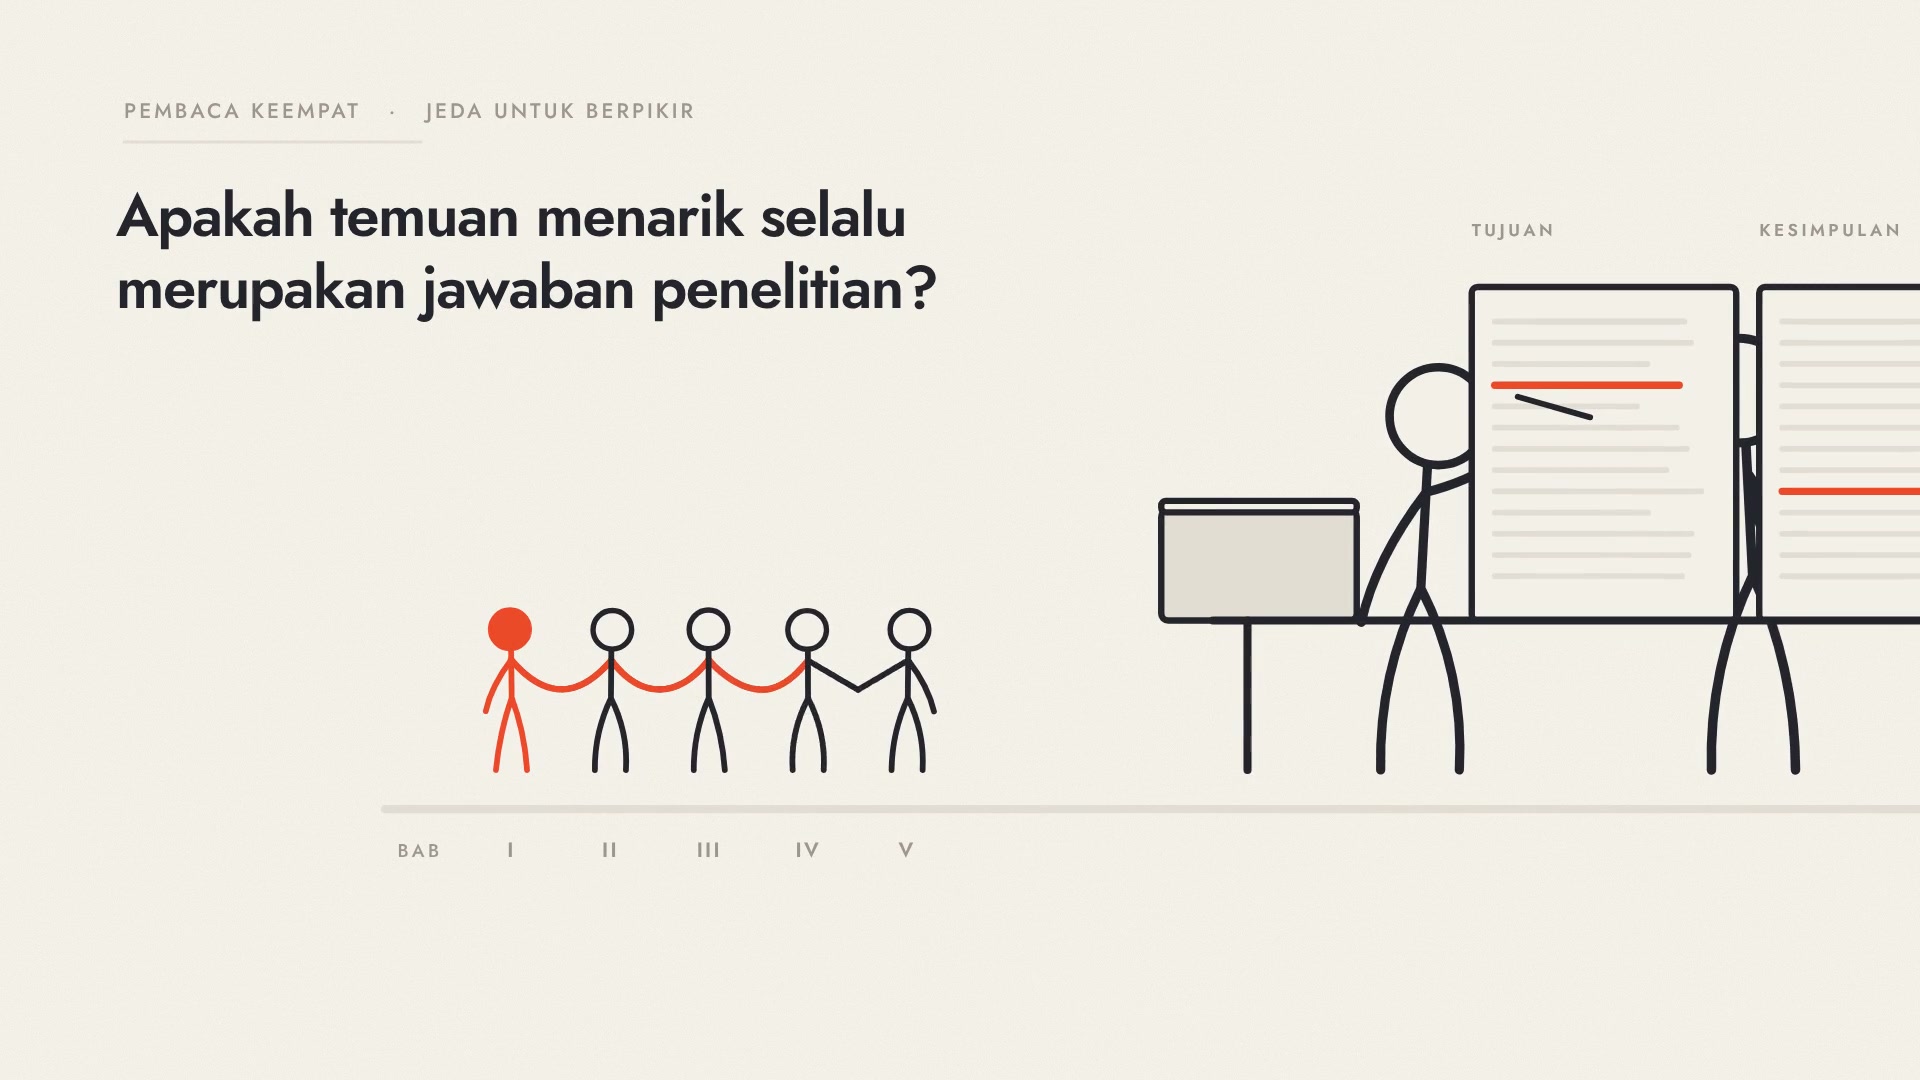 PEMBACA KEEMPAT · JEDA UNTUK BERPIKIR
Apakah temuan menarik selalu
merupakan jawaban penelitian?
TUJUAN
KESIMPULAN
BAB I II III IV V